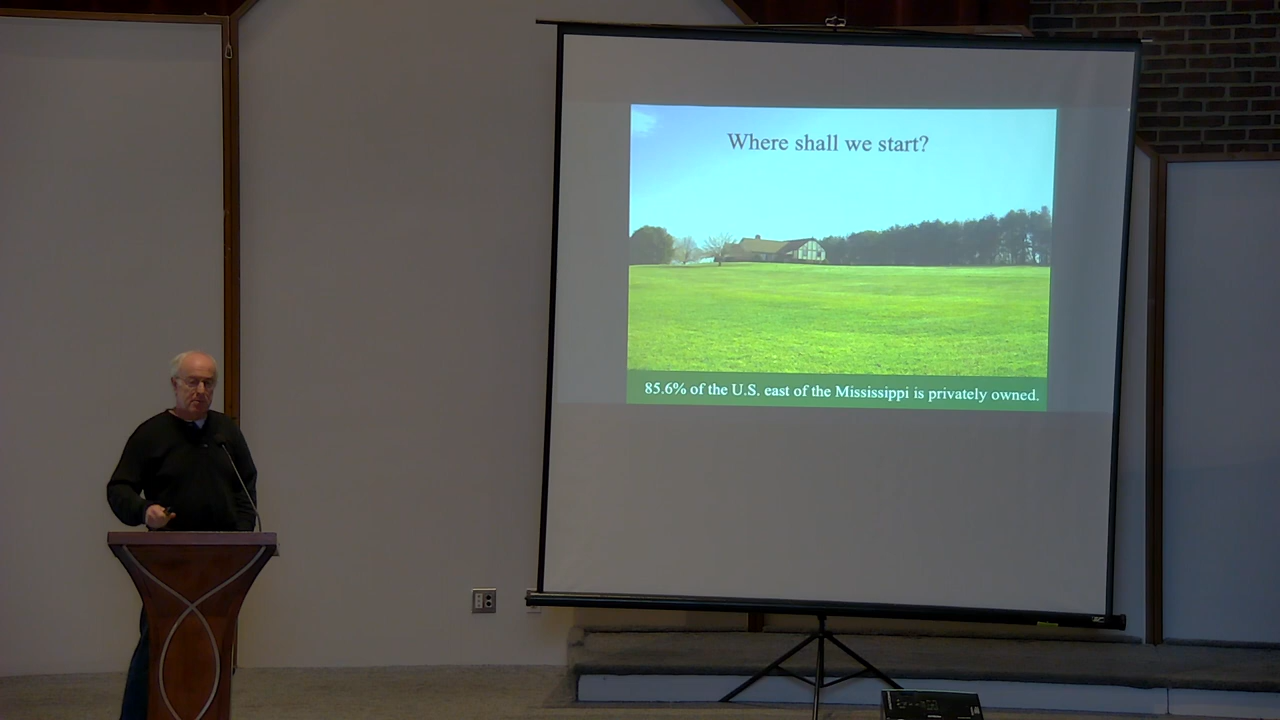 Where shall we start?
85.6% of the U.S. east of the Mississippi is privately owned.